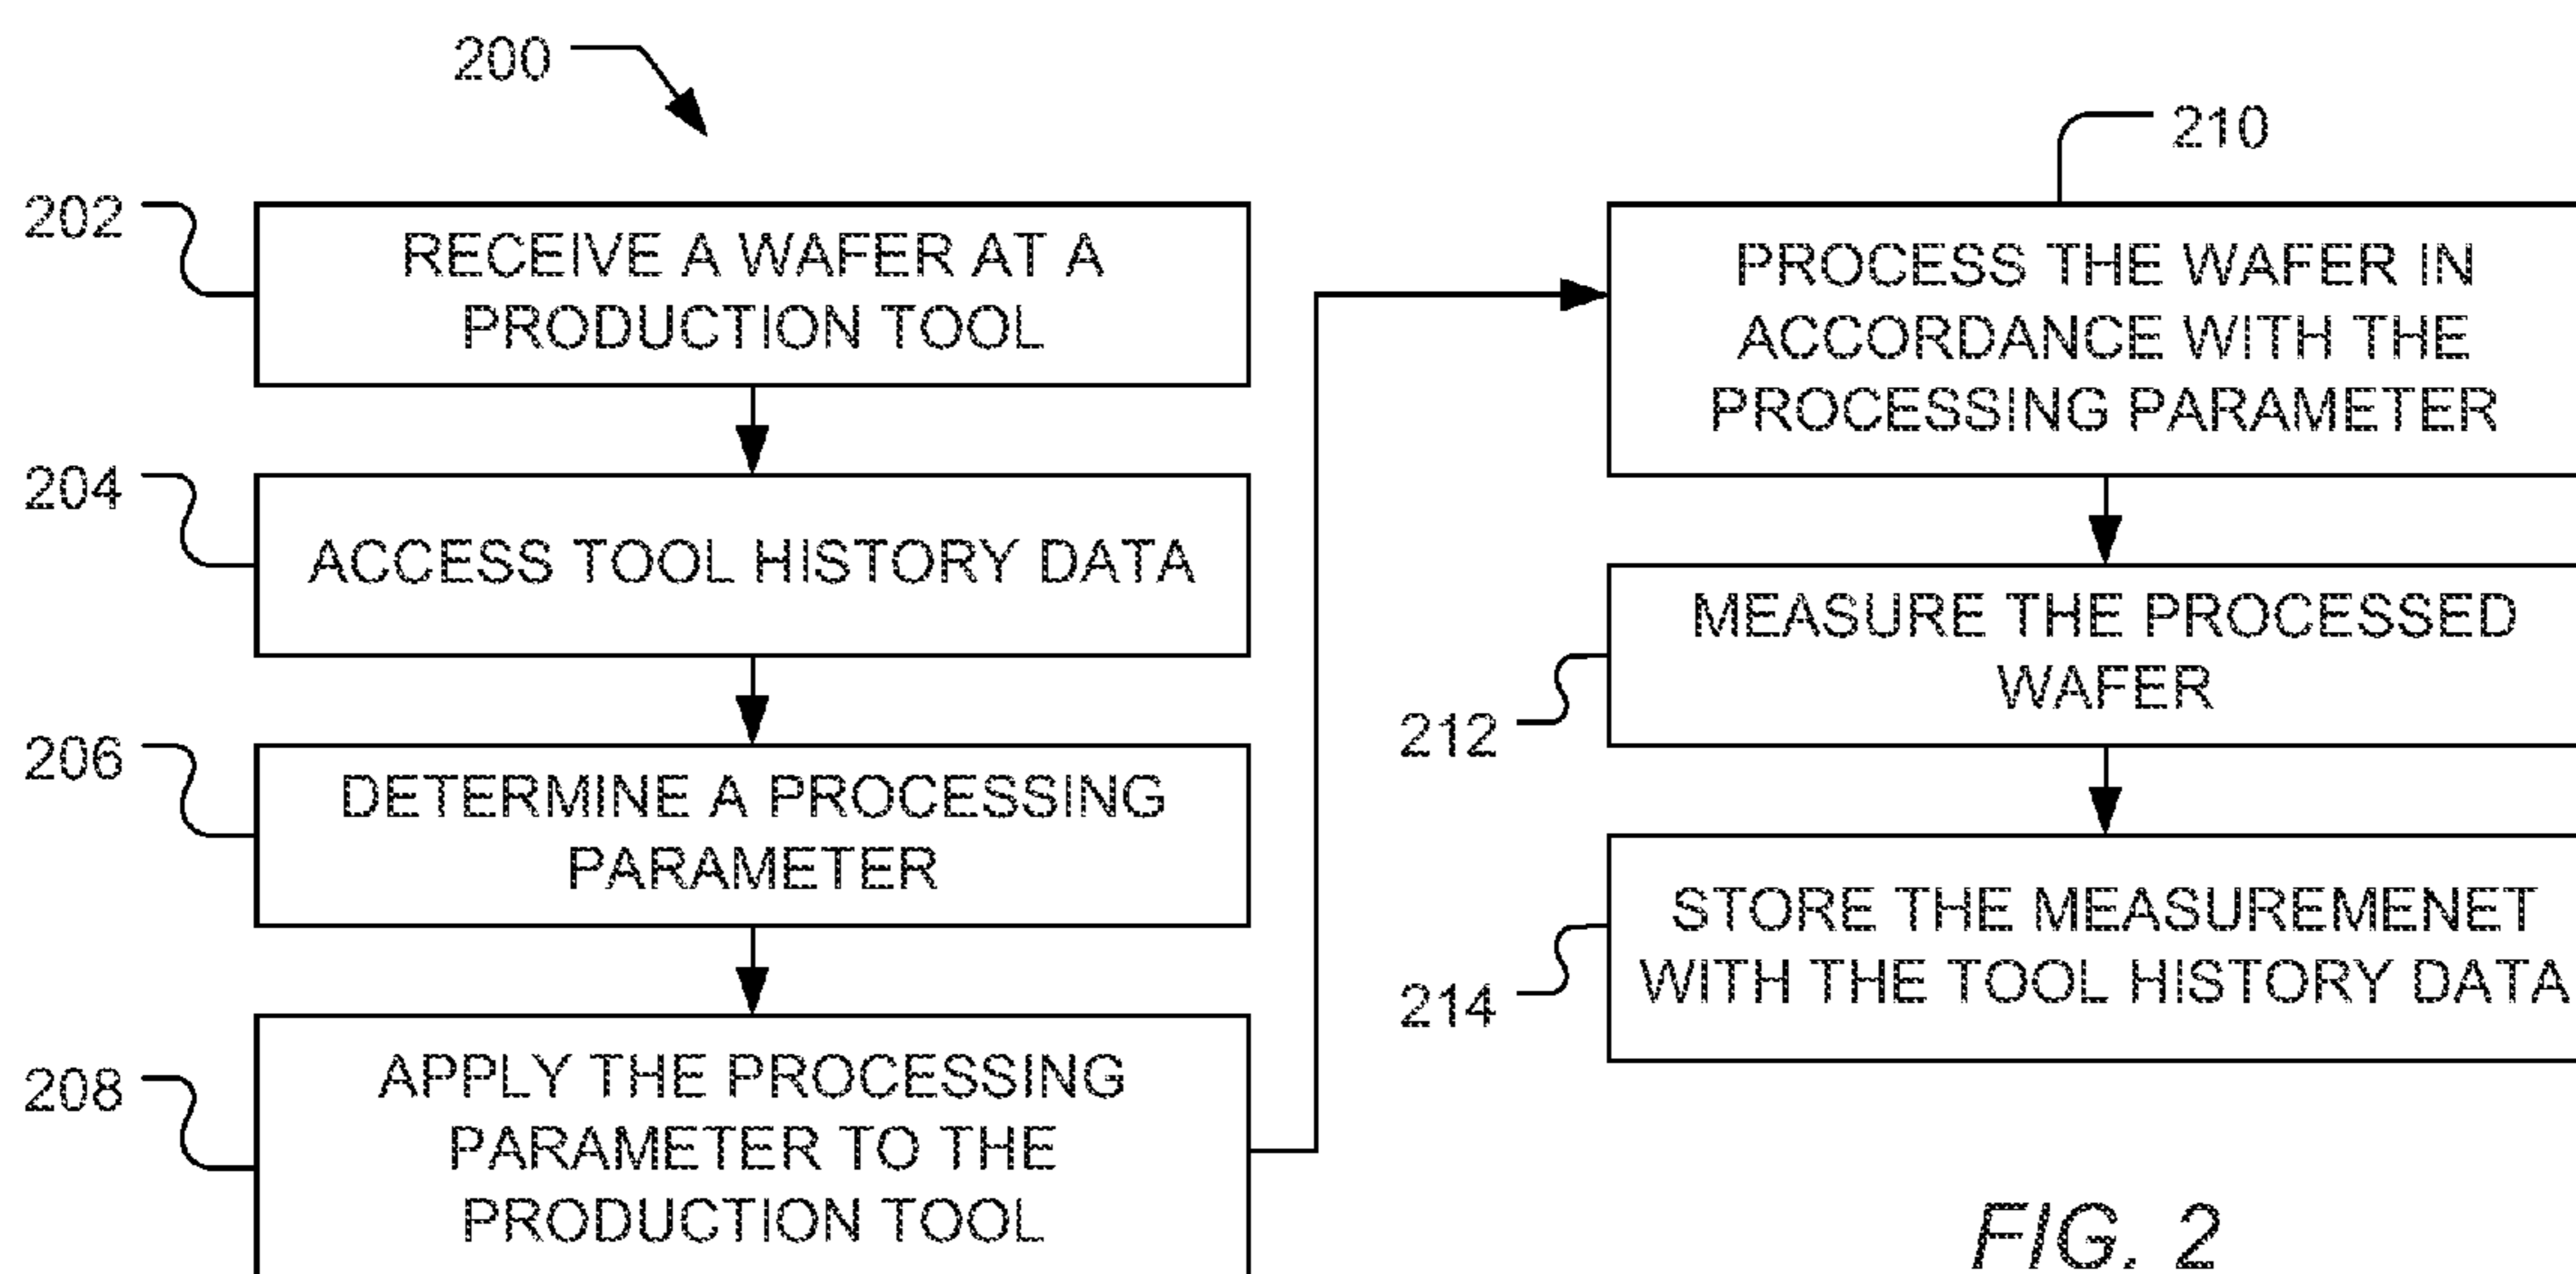 200
202
RECEIVE A WAFER AT A
PRODUCTION TOOL
204
ACCESS TOOL HISTORY DATA
206
DETERMINE A PROCESSING
PARAMETER
208
APPLY THE PROCESSING
PARAMETER TO THE
PRODUCTION TOOL
210
PROCESS THE WAFER IN
ACCORDANCE WITH THE
PROCESSING PARAMETER
MEASURE THE PROCESSED
WAFER
212
STORE THE MEASUREMENET
WITH THE TOOL HISTORY DATA
214
FIG. 2